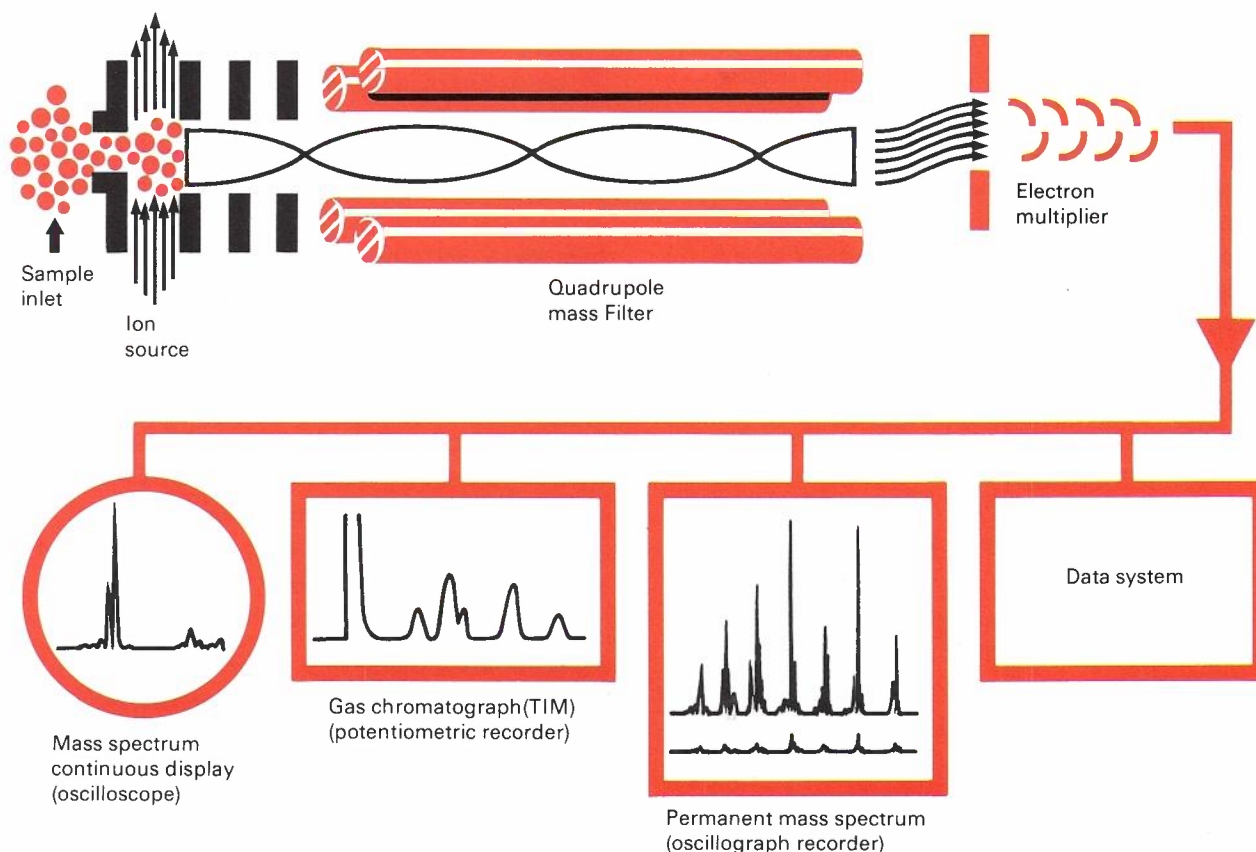 Sample
inlet
Ion
source
Quadrupole
mass Filter
Electron
multiplier
Mass spectrum
continuous display
(oscilloscope)
Gas chromatograph(TIM)
(potentiometric recorder)
Permanent mass spectrum
(oscillograph recorder)
Data system